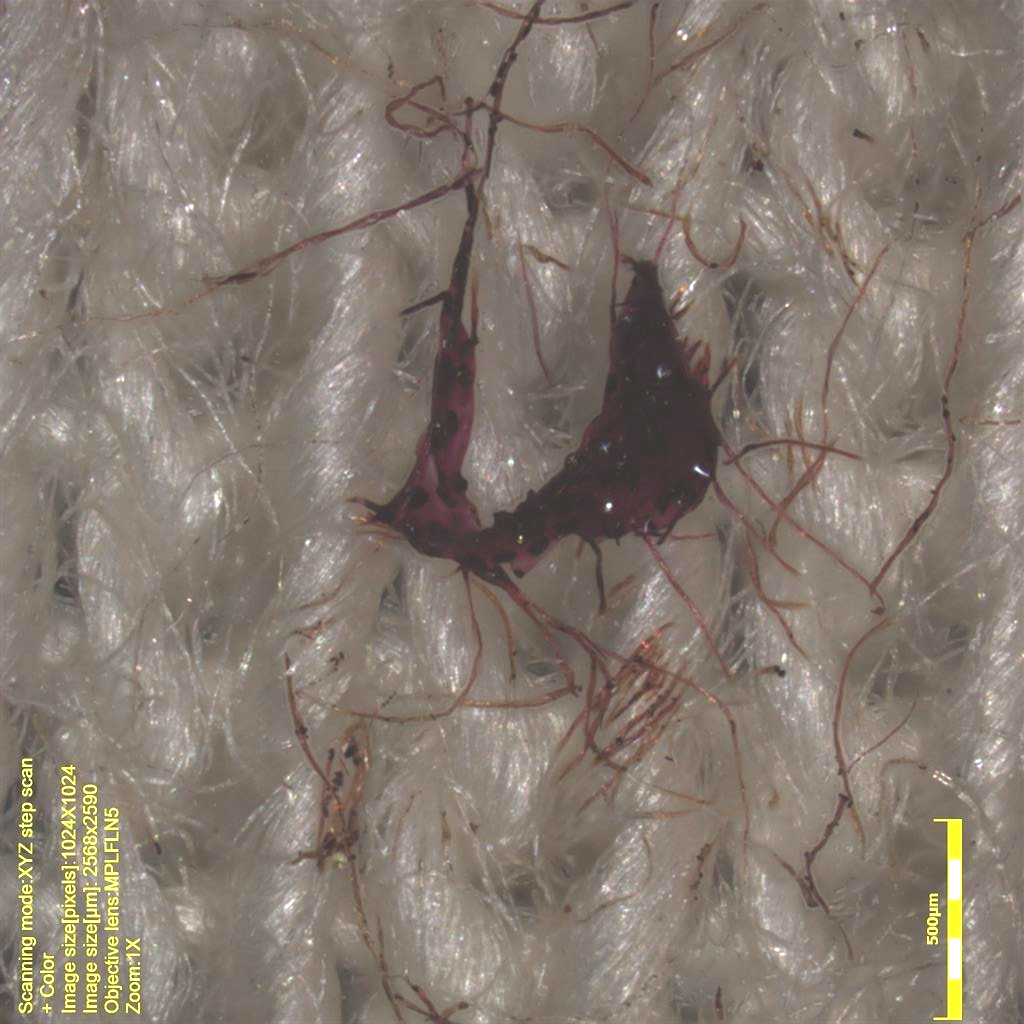 Scanning mode:XYZ step scan
+ Color
Image size[pixels]:1024X1024
Image size[µm]: 2568x2590
Objective lens:MPLFLN5
Zoom:1X
500µm